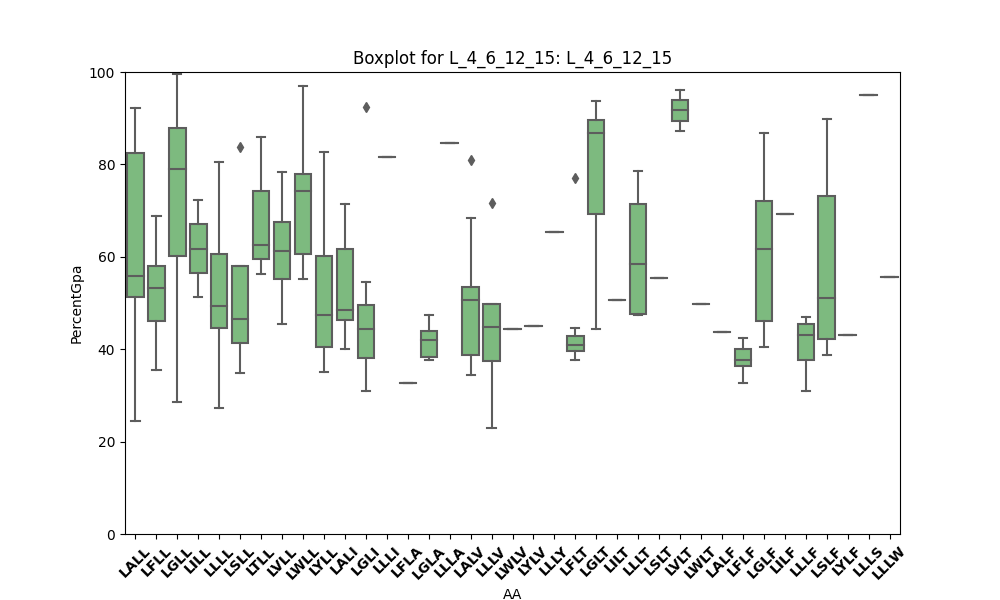 Boxplot for L_4_6_12_15: L_4_6_12_15
100
80
60
40
20
0
PercentGpa
LALL LFLL LGLL LILL LLLL LSLL LTLL LVLL LWLL LYLL LALI LGLI LLLI LFLA LGLA LLLA LALV LLLV LWLV LYLV LLLY LFLT LGLT LILT LLLT LSLT LVLT LWLT LALF LFLF LGLF LILF LLLF LSLF LYLF LLLS LLLW
AA